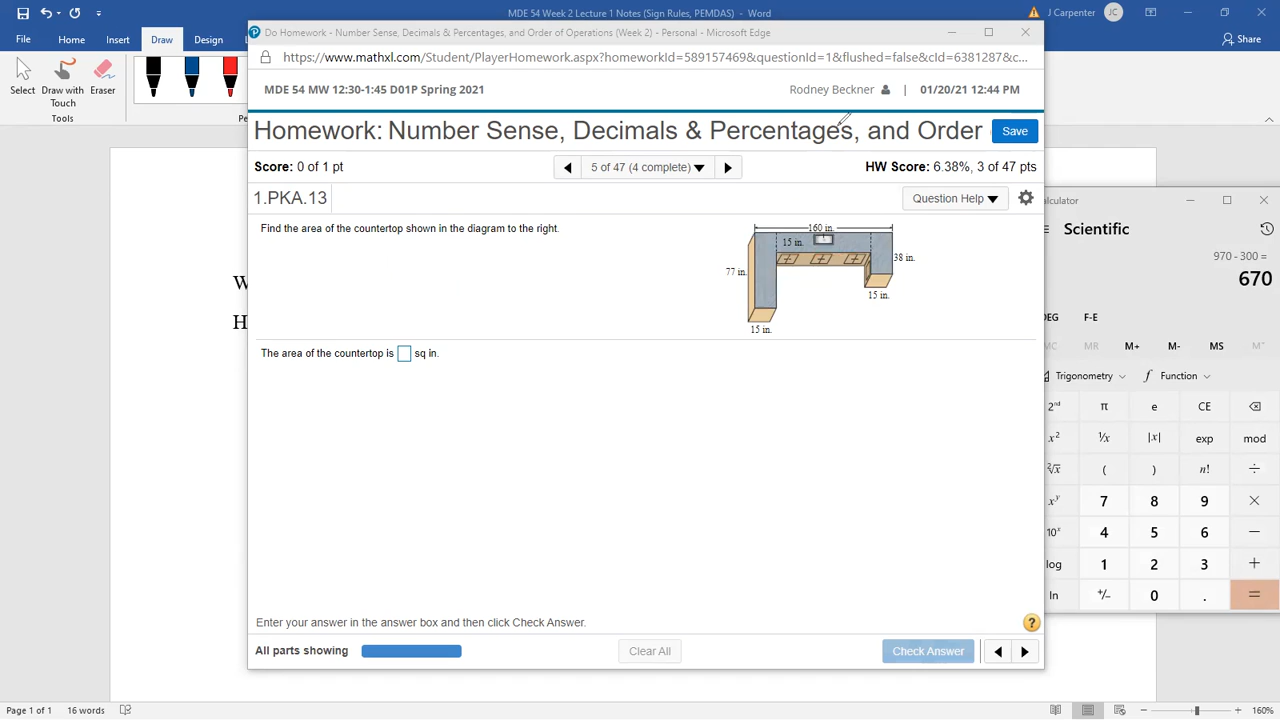 MDE 54 Week 2 Lecture 1 Notes (Sign Rules, PEMDAS) - Word
J Carpenter
JC
File
Home
Insert
Draw
Design
Share
Select
Draw with
Touch
Eraser
Tools
Do Homework - Number Sense, Decimals & Percentages, and Order of Operations (Week 2) - Personal - Microsoft Edge
https://www.mathxl.com/Student/PlayerHomework.aspx?homeworkId=589157469&questionId=1&flushed=false&cId=6381287&c...
MDE 54 MW 12:30-1:45 D01P Spring 2021
Rodney Beckner | 01/20/21 12:44 PM
Homework: Number Sense, Decimals & Percentages, and Order
Save
Score: 0 of 1 pt
5 of 47 (4 complete)
HW Score: 6.38%, 3 of 47 pts
1.PKA.13
Question Help
Find the area of the countertop shown in the diagram to the right.
160 in.
15 in.
38 in.
77 in.
15 in.
15 in.
The area of the countertop is
sq in.
Enter your answer in the answer box and then click Check Answer.
?
All parts showing
Clear All
Check Answer
W
H
alculator
Scientific
970 - 300 =
670
DEG
F-E
MC
MR
M+
M-
MS
M˅
Trigonometry
f Function
2ⁿᵈ
π
e
CE
x²
¹/x
|x|
exp
mod
²√x
(
)
n!
÷
xʸ
7
8
9
×
10ˣ
4
5
6
−
log
1
2
3
+
ln
+/-
0
.
=
Page 1 of 1
16 words
160%